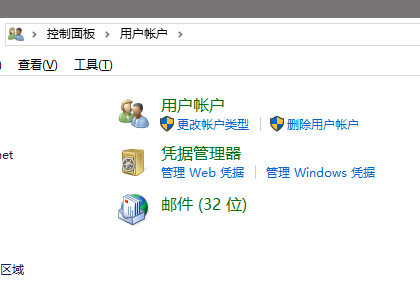 控制面板 > 用户帐户 >
) 查看(V) 工具(T)
用户帐户
更改帐户类型 删除用户帐户
net
凭据管理器
管理 Web 凭据 管理 Windows 凭据
邮件 (32 位)
区域